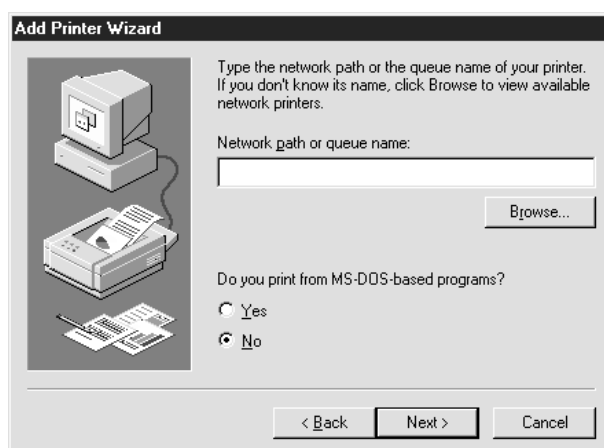 Add Printer Wizard
Type the network path or the queue name of your printer.
If you don't know its name, click Browse to view available
network printers.
Network path or queue name:
Browse...
Do you print from MS-DOS-based programs?
Yes
No
< Back
Next >
Cancel